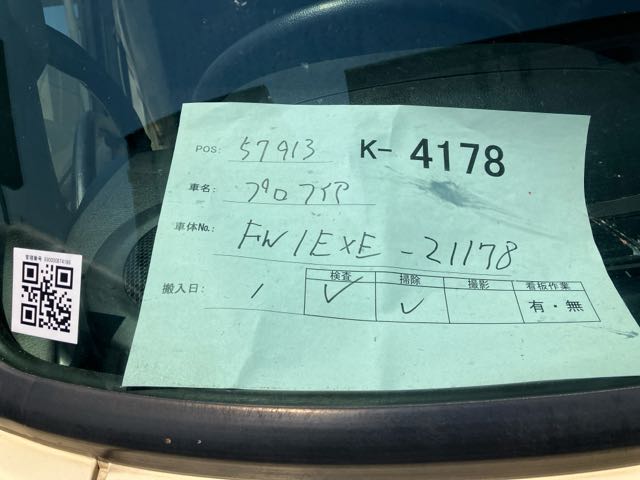 POS: 57913 K- 4178
車名: プロフィア
車体No.: FW1EXE-21178
検査 掃除 撮影 看板作業
搬入日: / ✓ ✓ 有・無